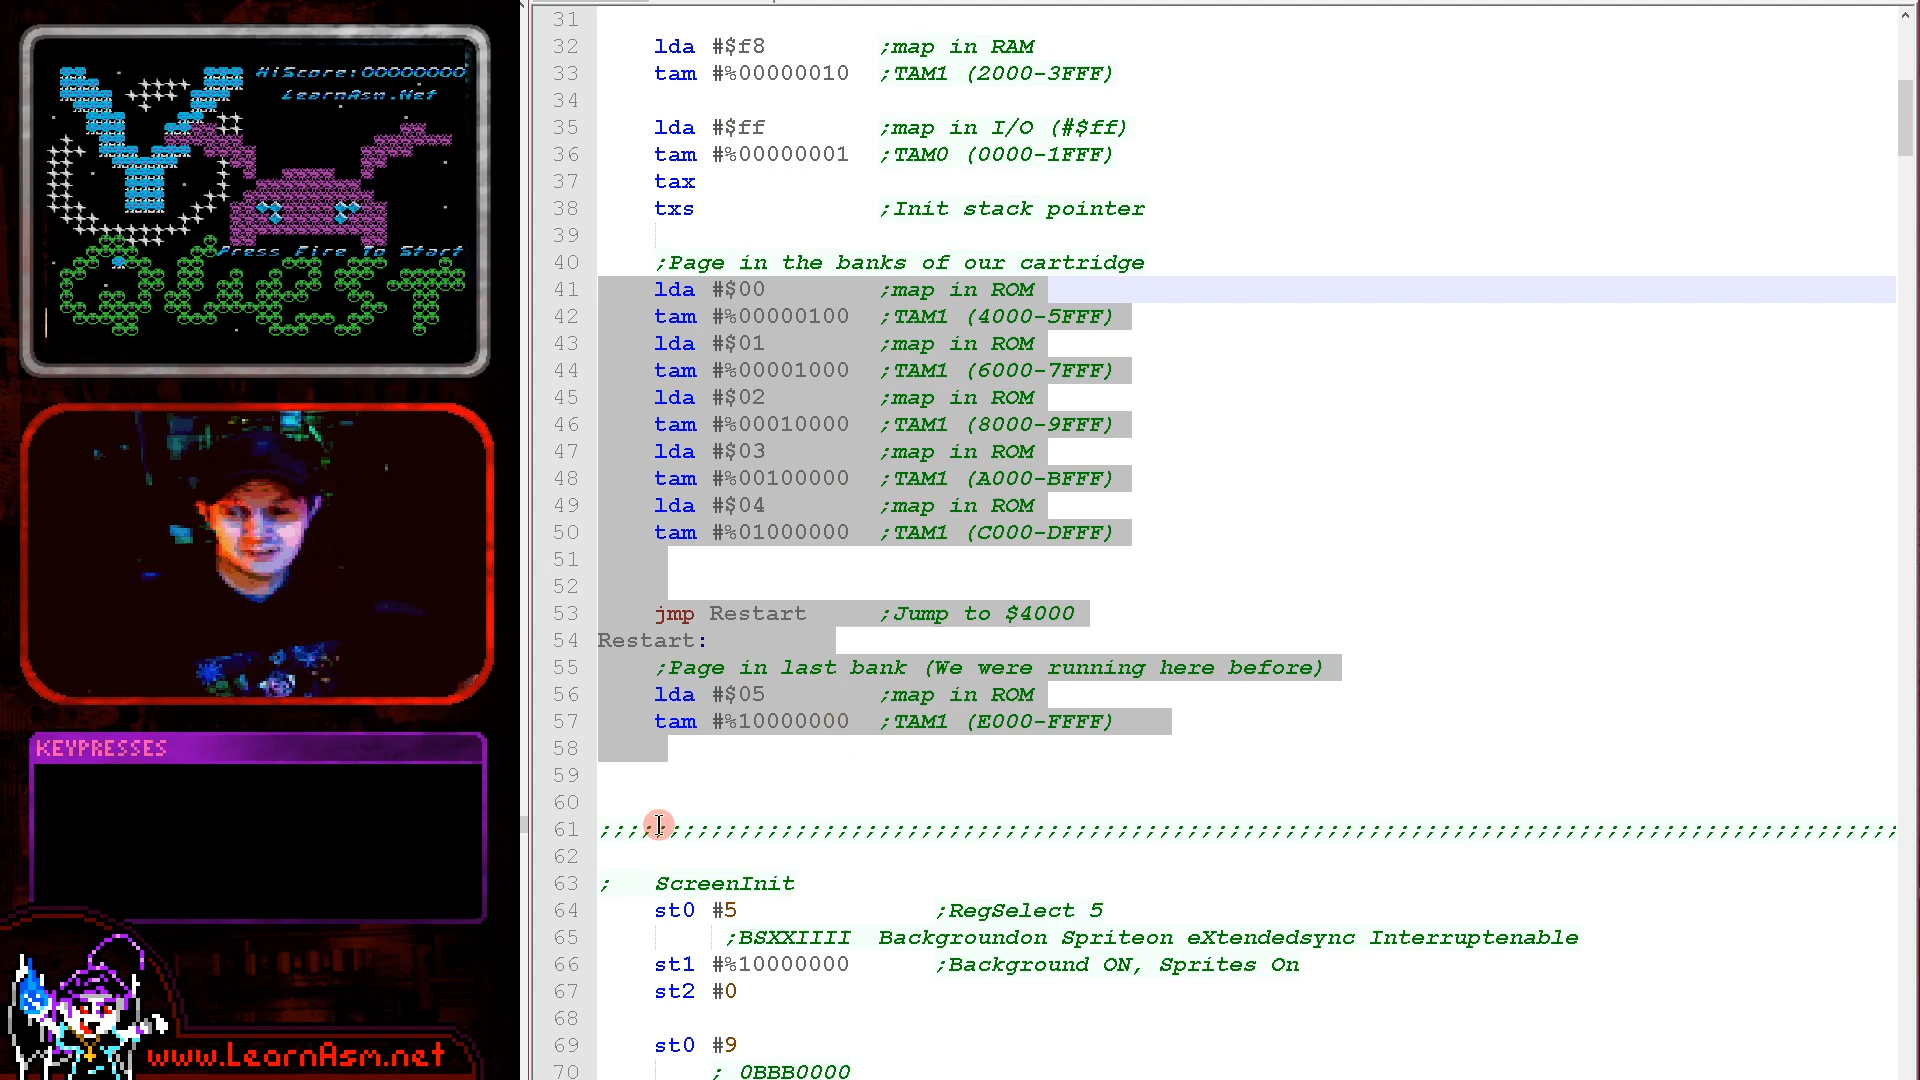 HiScore:00000000
LearnAsm.Net
Press Fire To Start
QUEST
KEYPRESSES
www.LearnAsm.net
31
32 lda #$f8 ;map in RAM
33 tam #%00000010 ;TAM1 (2000-3FFF)
34
35 lda #$ff ;map in I/O (#$ff)
36 tam #%00000001 ;TAM0 (0000-1FFF)
37 tax
38 txs ;Init stack pointer
39
40 ;Page in the banks of our cartridge
41 lda #$00 ;map in ROM
42 tam #%00000100 ;TAM1 (4000-5FFF)
43 lda #$01 ;map in ROM
44 tam #%00001000 ;TAM1 (6000-7FFF)
45 lda #$02 ;map in ROM
46 tam #%00010000 ;TAM1 (8000-9FFF)
47 lda #$03 ;map in ROM
48 tam #%00100000 ;TAM1 (A000-BFFF)
49 lda #$04 ;map in ROM
50 tam #%01000000 ;TAM1 (C000-DFFF)
51
52
53 jmp Restart ;Jump to $4000
54 Restart:
55 ;Page in last bank (We were running here before)
56 lda #$05 ;map in ROM
57 tam #%10000000 ;TAM1 (E000-FFFF)
58
59
60
61 ;;;;;;;;;;;;;;;;;;;;;;;;;;;;;;;;;;;;;;;;;;;;;;;;;;;;;;;;;;;;;;;;;;;;;;;;;;;;;;;;;;;;;;;;;;;;;
62
63 ; ScreenInit
64 st0 #5 ;RegSelect 5
65 ;BSXXIIII Backgroundon Spriteon eXtendedsync Interruptenable
66 st1 #%10000000 ;Background ON, Sprites On
67 st2 #0
68
69 st0 #9
70 ; 0BBB0000